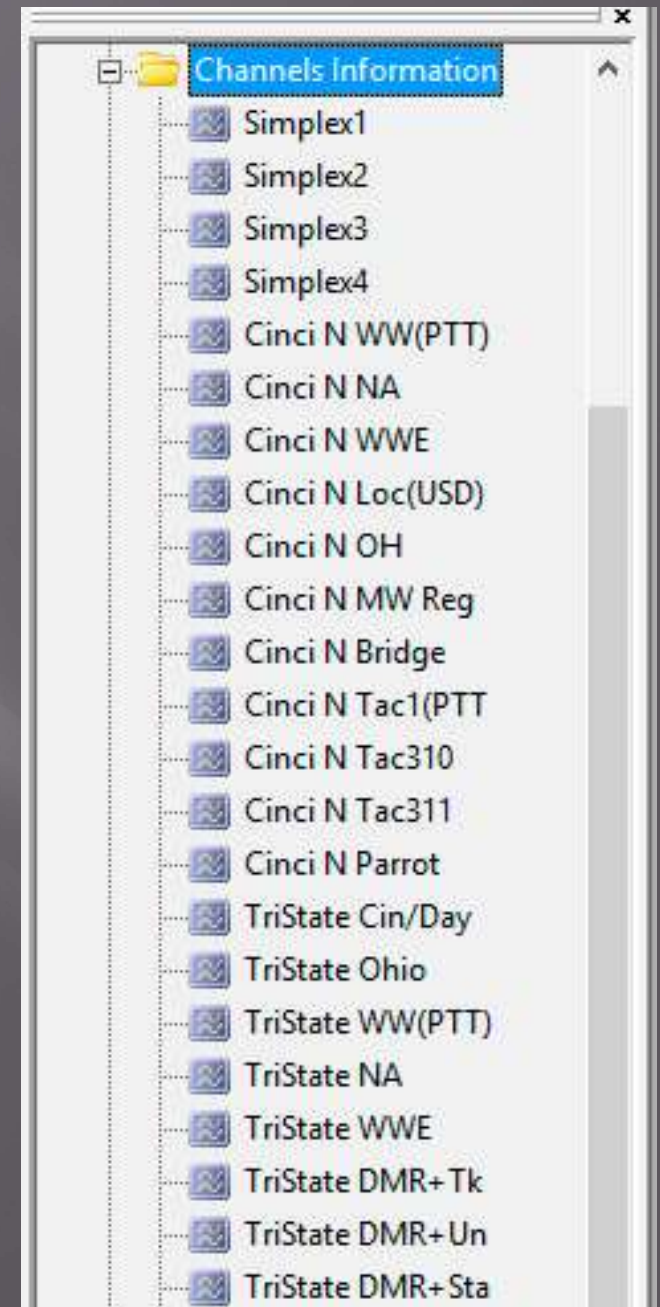 Channels Information
Simplex1
Simplex2
Simplex3
Simplex4
Cinci N WW(PTT)
Cinci N NA
Cinci N WWE
Cinci N Loc(USD)
Cinci N OH
Cinci N MW Reg
Cinci N Bridge
Cinci N Tac1(PTT
Cinci N Tac310
Cinci N Tac311
Cinci N Parrot
TriState Cin/Day
TriState Ohio
TriState WW(PTT)
TriState NA
TriState WWE
TriState DMR+Tk
TriState DMR+Un
TriState DMR+Sta